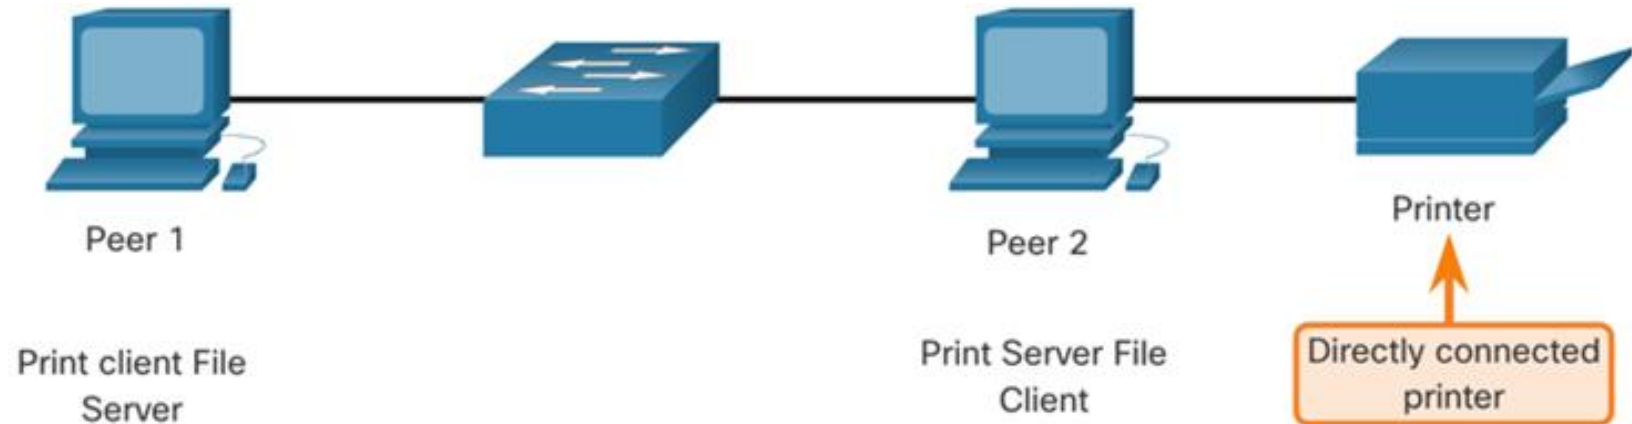 Peer 1
Print client File
Server
Peer 2
Print Server File
Client
Printer
Directly connected
printer